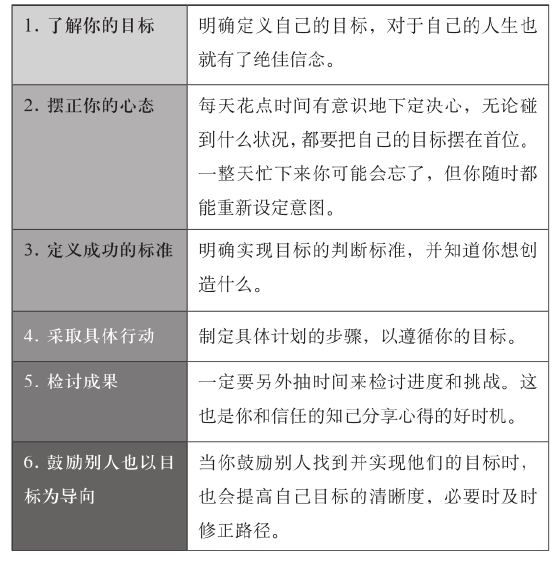 1. 了解你的目标
明确定义自己的目标，对于自己的人生也
就有了绝佳信念。
2. 摆正你的心态
每天花点时间有意识地下定决心，无论碰
到什么状况，都要把自己的目标摆在首位。
一整天忙下来你可能会忘了，但你随时都
能重新设定意图。
3. 定义成功的标准
明确实现目标的判断标准，并知道你想创
造什么。
4. 采取具体行动
制定具体计划的步骤，以遵循你的目标。
5. 检讨成果
一定要另外抽时间来检讨进度和挑战。这
也是你和信任的知己分享心得的好时机。
6. 鼓励别人也以目
标为导向
当你鼓励别人找到并实现他们的目标时，
也会提高自己目标的清晰度，必要时及时
修正路径。